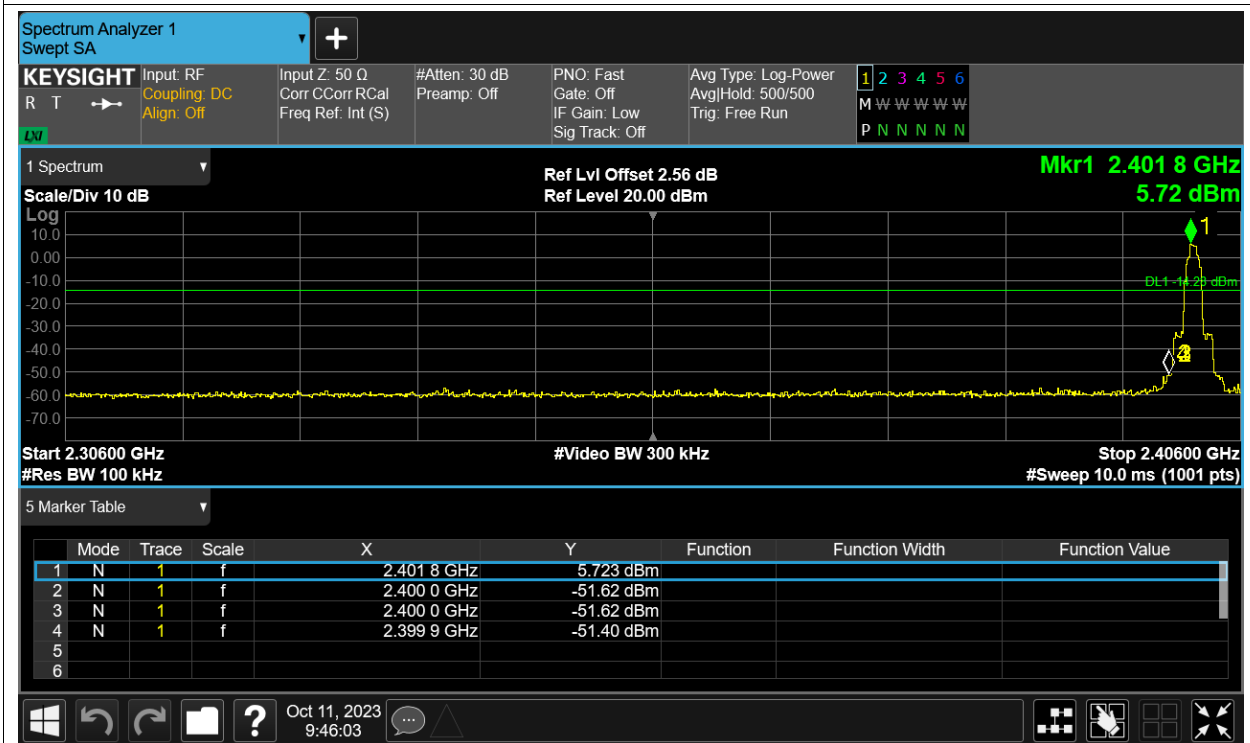 Spectrum Analyzer 1
Swept SA
KEYSIGHT
R T
LXI
Input: RF
Coupling: DC
Align: Off
Input Z: 50 Ω
Corr CCorr RCal
Freq Ref: Int (S)
#Atten: 30 dB
Preamp: Off
PNO: Fast
Gate: Off
IF Gain: Low
Sig Track: Off
Avg Type: Log-Power
Avg|Hold: 500/500
Trig: Free Run
1 2 3 4 5 6
M W W W W W
P N N N N N
1 Spectrum
Scale/Div 10 dB
Ref Lvl Offset 2.56 dB
Ref Level 20.00 dBm
Mkr1 2.401 8 GHz
5.72 dBm
Log
10.0
0.00
-10.0
-20.0
-30.0
-40.0
-50.0
-60.0
-70.0
1
DL1 -14.28 dBm
Start 2.30600 GHz
#Res BW 100 kHz
#Video BW 300 kHz
Stop 2.40600 GHz
#Sweep 10.0 ms (1001 pts)
5 Marker Table
Mode Trace Scale X Y Function Function Width Function Value
1 N 1 f 2.401 8 GHz 5.723 dBm
2 N 1 f 2.400 0 GHz -51.62 dBm
3 N 1 f 2.400 0 GHz -51.62 dBm
4 N 1 f 2.399 9 GHz -51.40 dBm
5
6
?
Oct 11, 2023
9:46:03